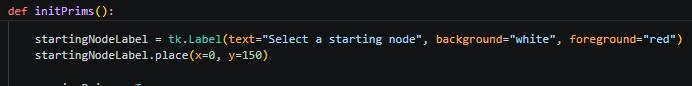 def initPrims():
startingNodeLabel = tk.Label(text="Select a starting node", background="white", foreground="red")
startingNodeLabel.place(x=0, y=150)